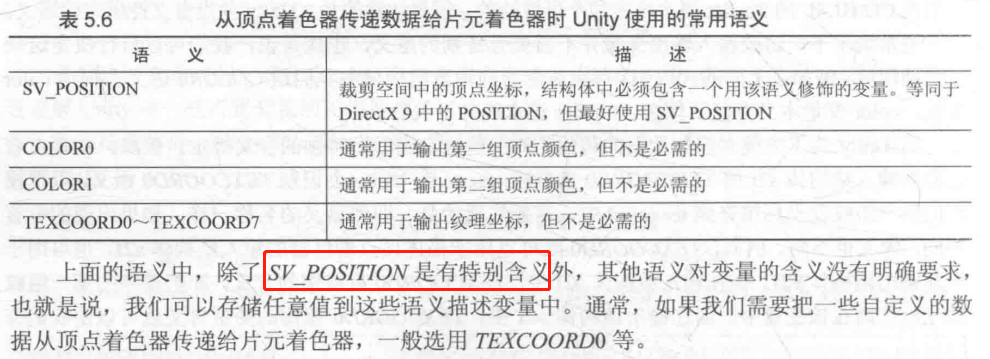 表 5.6 从顶点着色器传递数据给片元着色器时 Unity 使用的常用语义
语 义 描 述
SV_POSITION 裁剪空间中的顶点坐标，结构体中必须包含一个用该语义修饰的变量。等同于
DirectX 9 中的 POSITION，但最好使用 SV_POSITION
COLOR0 通常用于输出第一组顶点颜色，但不是必需的
COLOR1 通常用于输出第二组顶点颜色，但不是必需的
TEXCOORD0～TEXCOORD7 通常用于输出纹理坐标，但不是必需的
上面的语义中，除了 SV_POSITION 是有特别含义外，其他语义对变量的含义没有明确要求，
也就是说，我们可以存储任意值到这些语义描述变量中。通常，如果我们需要把一些自定义的数
据从顶点着色器传递给片元着色器，一般选用 TEXCOORD0 等。